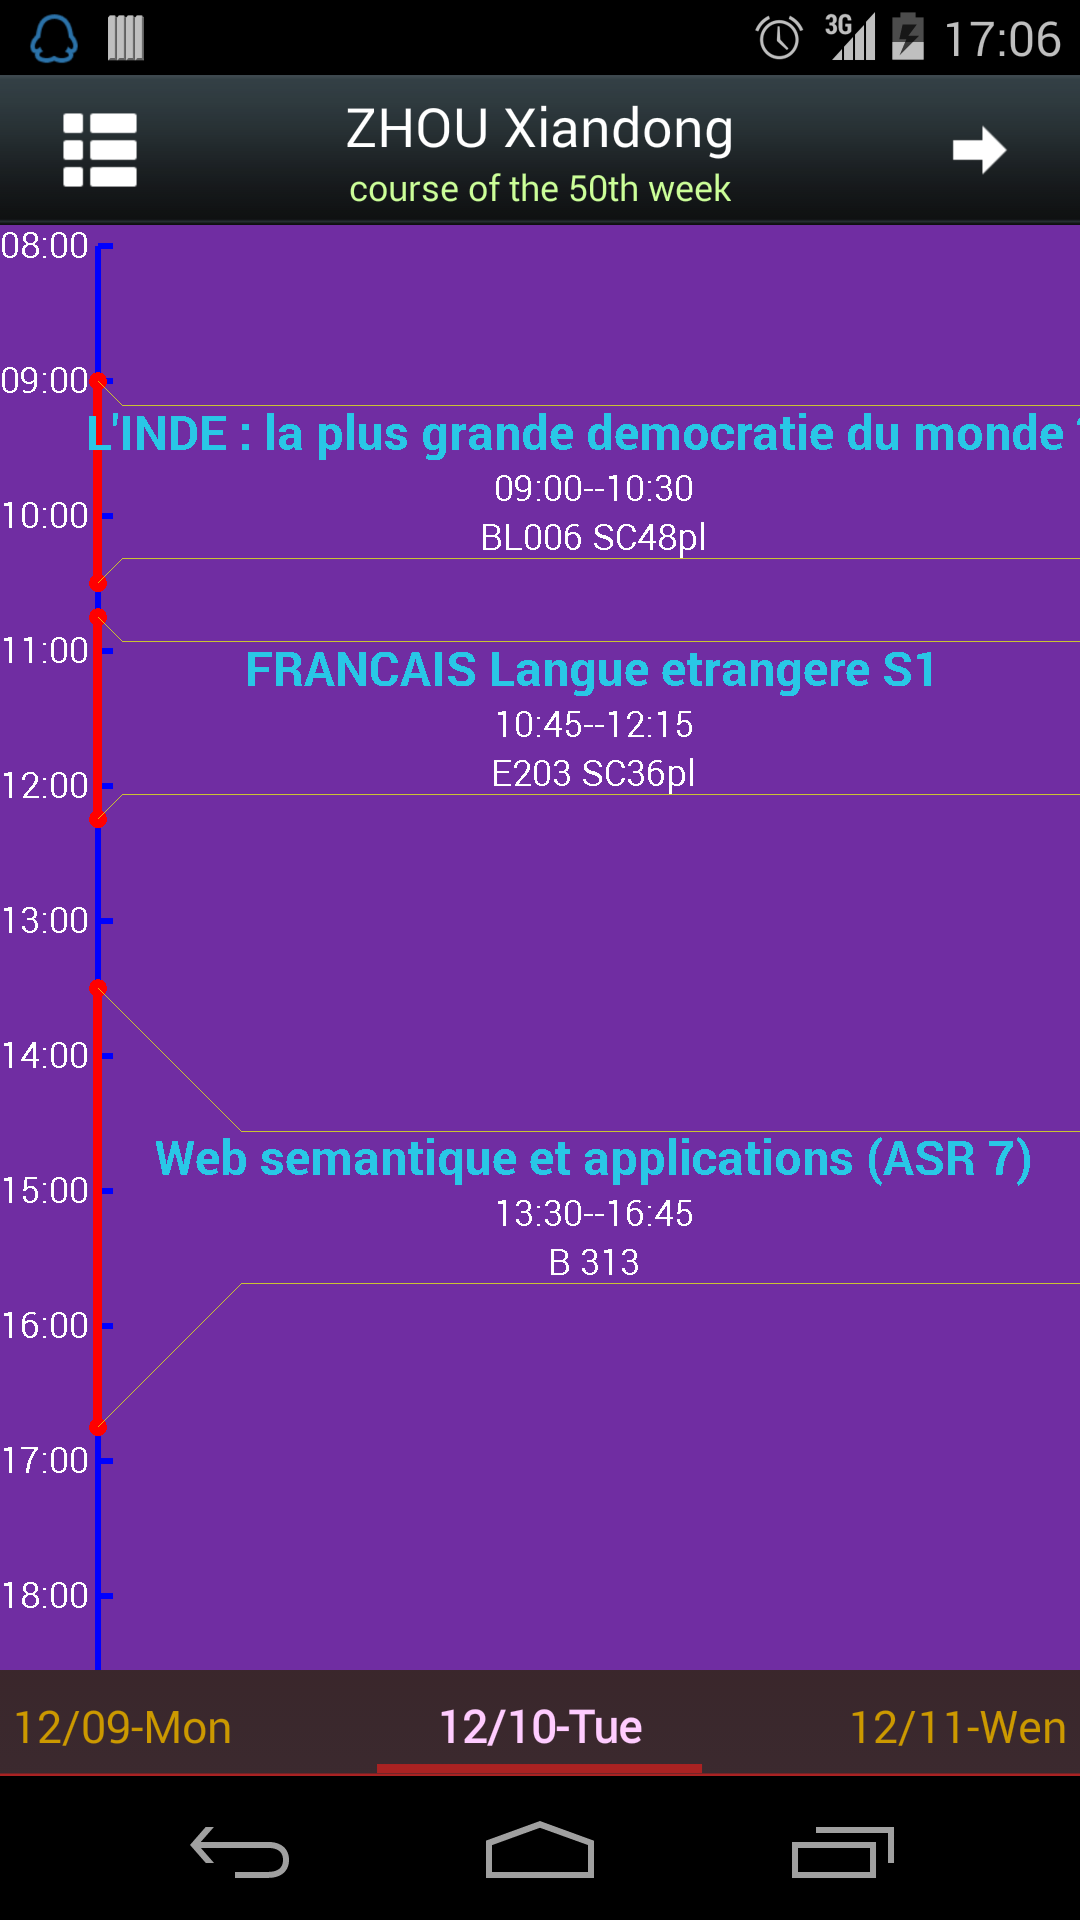 3G 17:06
ZHOU Xiandong
course of the 50th week
08:00
09:00
L'INDE : la plus grande democratie du monde ?
09:00--10:30
10:00
BL006 SC48pl
11:00
FRANCAIS Langue etrangere S1
10:45--12:15
E203 SC36pl
12:00
13:00
14:00
Web semantique et applications (ASR 7)
15:00
13:30--16:45
B 313
16:00
17:00
18:00
12/09-Mon 12/10-Tue 12/11-Wen